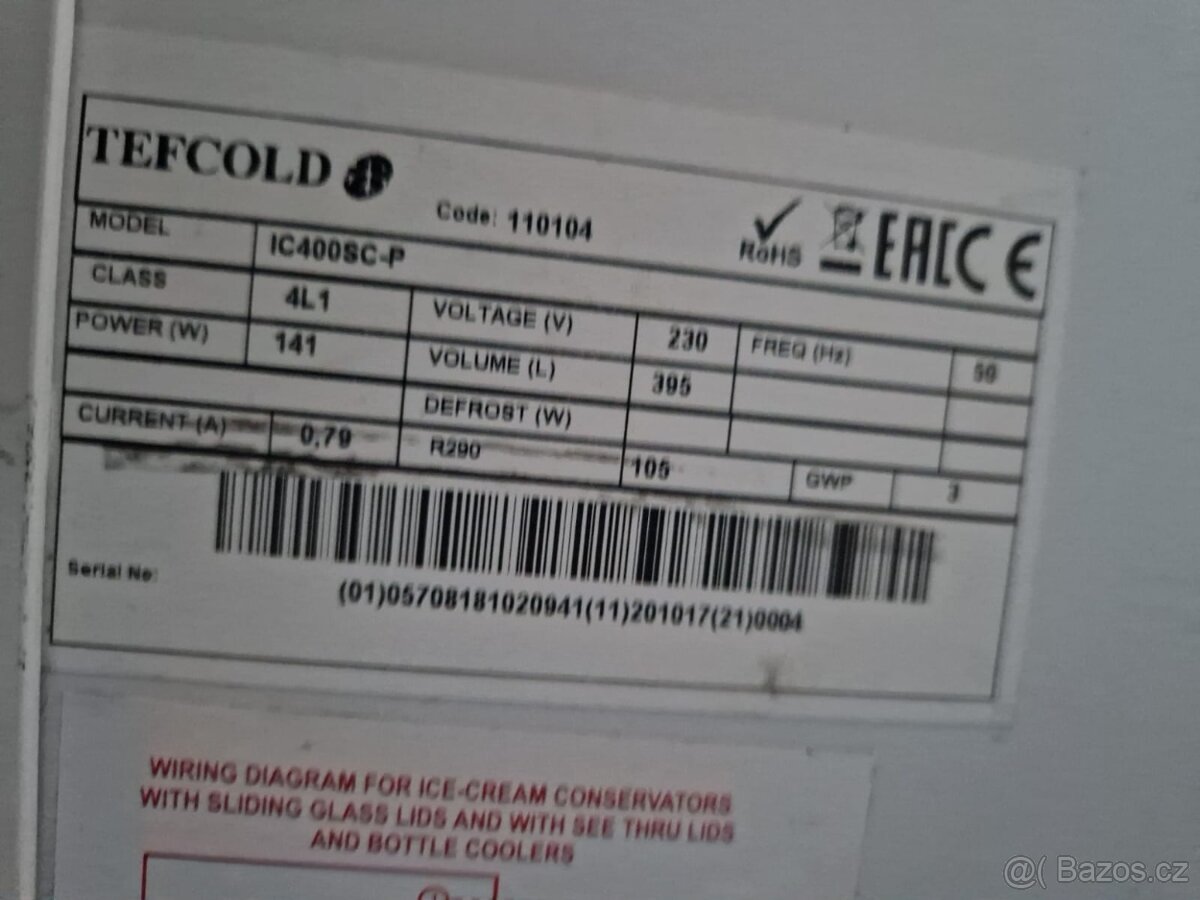 TEFCOLD
Code: 110104
RoHS EAC CE
MODEL IC400SC-P
CLASS 4L1 VOLTAGE (V) 230 FREQ (Hz) 50
POWER (W) 141 VOLUME (L) 395
DEFROST (W)
CURRENT (A) 0,79 R290 105 GWP 3
Serial No:
(01)05708181020941(11)201017(21)0004
WIRING DIAGRAM FOR ICE-CREAM CONSERVATORS
WITH SLIDING GLASS LIDS AND WITH SEE THRU LIDS
AND BOTTLE COOLERS
@( Bazos.cz